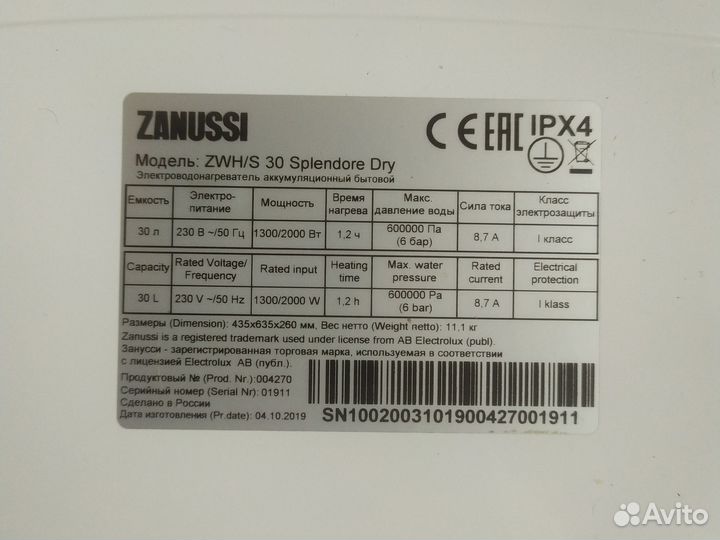 ZANUSSI
CE EAC IPX4
Модель: ZWH/S 30 Splendore Dry
Электроводонагреватель аккумуляционный бытовой
Емкость Электро-питание Мощность Время нагрева Макс. давление воды Сила тока Класс электрозащиты
30 л 230 В ~/50 Гц 1300/2000 Вт 1,2 ч 600000 Па (6 бар) 8,7 А I класс
Capacity Rated Voltage/Frequency Rated input Heating time Max. water pressure Rated current Electrical protection
30 L 230 V ~/50 Hz 1300/2000 W 1,2 h 600000 Pa (6 bar) 8,7 A I klass
Размеры (Dimension): 435x635x260 мм, Вес нетто (Weight netto): 11,1 кг
Zanussi is a registered trademark used under license from AB Electrolux (publ).
Занусси - зарегистрированная торговая марка, используемая в соответствии
с лицензией Electrolux AB (публ.).
Продуктовый № (Prod. Nr.):004270
Серийный номер (Serial Nr): 01911
Сделано в России
Дата изготовления (Pr.date): 04.10.2019
SN1002003101900427001911
Avito